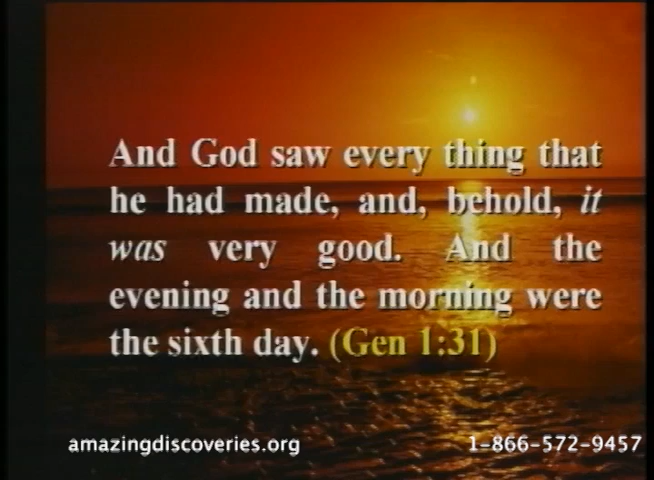 And God saw every thing that
he had made, and, behold, it
was very good. And the
evening and the morning were
the sixth day. (Gen 1:31)
amazingdiscoveries.org 1-866-572-9457